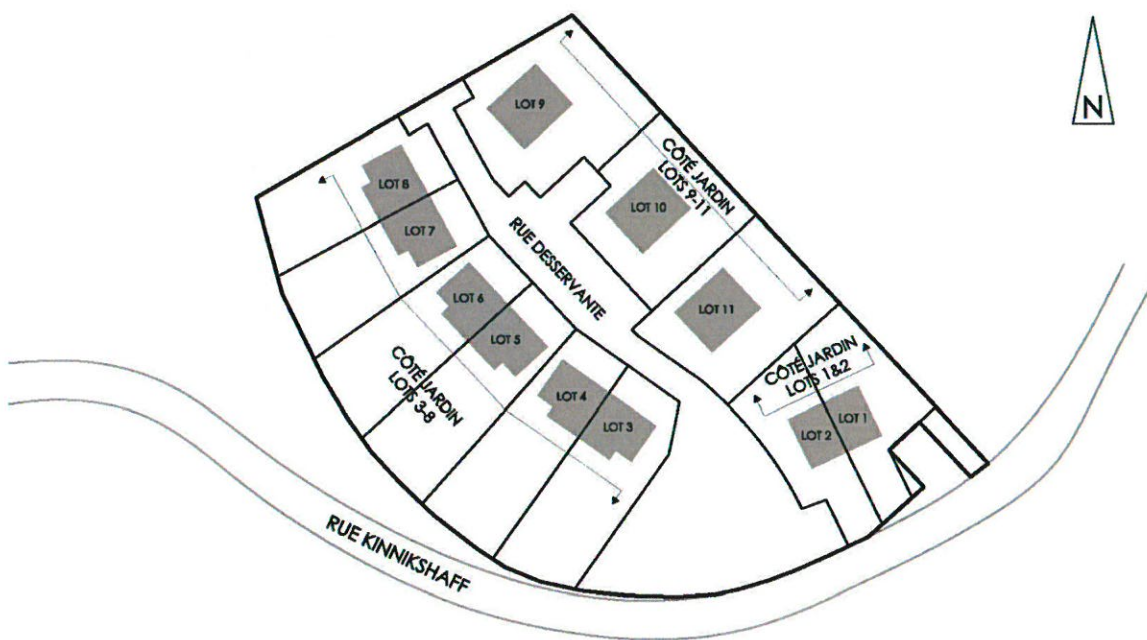 N
LOT 9
CÔTÉ JARDIN
LOTS 9-11
LOT 8
LOT 10
LOT 7
RUE DESSERVANTE
LOT 6
LOT 11
LOT 5
CÔTÉ JARDIN
LOTS 3-8
CÔTÉ JARDIN
LOTS 1&2
LOT 4
LOT 3
LOT 2
LOT 1
RUE KINNIKSHAFF